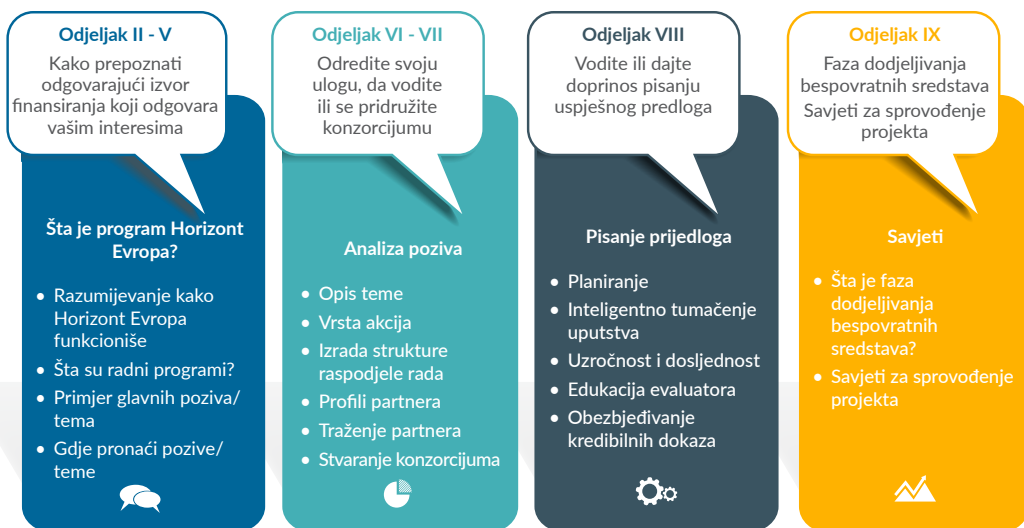 Odjeljak II - V
Kako prepoznati
odgovarajući izvor
finansiranja koji odgovara
vašim interesima
Šta je program Horizont
Evropa?
• Razumijevanje kako
Horizont Evropa
funkcioniše
• Šta su radni programi?
• Primjer glavnih poziva/
tema
• Gdje pronaći pozive/
teme
Odjeljak VI - VII
Odredite svoju
ulogu, da vodite
ili se pridružite
konzorcijumu
Analiza poziva
• Opis teme
• Vrsta akcija
• Izrada strukture
raspodjele rada
• Profili partnera
• Traženje partnera
• Stvaranje konzorcijuma
Odjeljak VIII
Vodite ili dajte
doprinos pisanju
uspješnog predloga
Pisanje prijedloga
• Planiranje
• Inteligentno tumačenje
uputstva
• Uzročnost i dosljednost
• Edukacija evaluatora
• Obezbjeđivanje
kredibilnih dokaza
Odjeljak IX
Faza dodjeljivanja
bespovratnih sredstava
Savjeti za sprovođenje
projekta
Savjeti
• Šta je faza
dodjeljivanja
bespovratnih
sredstava?
• Savjeti za sprovođenje
projekta